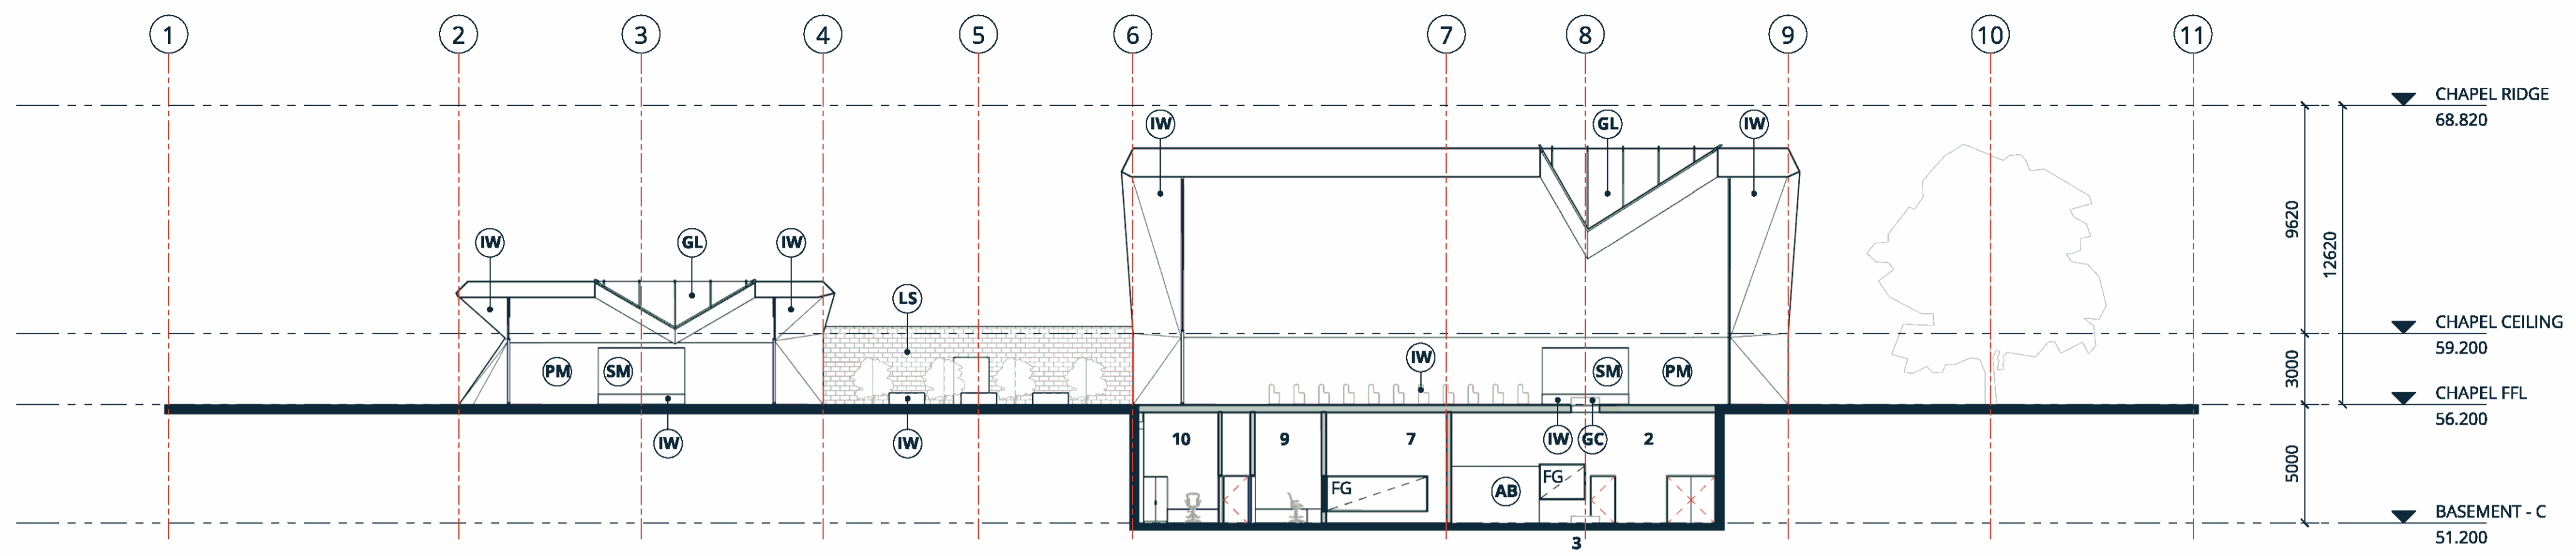 1 2 3 4 5 6 7 8 9 10 11
CHAPEL RIDGE
68.820
IW GL IW
9620
12620
IW GL IW
LS
CHAPEL CEILING
59.200
IW
PM SM
SM PM
3000
CHAPEL FFL
56.200
IW IW
10 9 7 IW GC 2
5000
FG FG
AB
BASEMENT - C
51.200
3